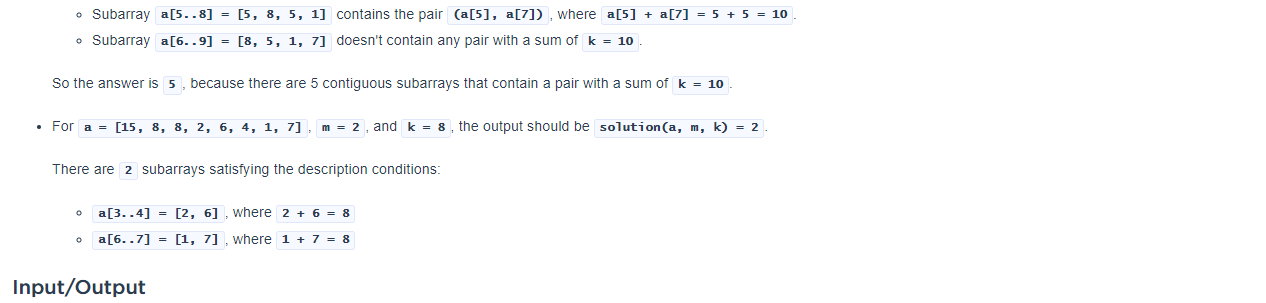 ◦ Subarray a[5..8] = [5, 8, 5, 1] contains the pair (a[5], a[7]), where a[5] + a[7] = 5 + 5 = 10.
◦ Subarray a[6..9] = [8, 5, 1, 7] doesn't contain any pair with a sum of k = 10.
So the answer is 5, because there are 5 contiguous subarrays that contain a pair with a sum of k = 10.
• For a = [15, 8, 8, 2, 6, 4, 1, 7], m = 2, and k = 8, the output should be solution(a, m, k) = 2.
There are 2 subarrays satisfying the description conditions:
◦ a[3..4] = [2, 6], where 2 + 6 = 8
◦ a[6..7] = [1, 7], where 1 + 7 = 8
Input/Output